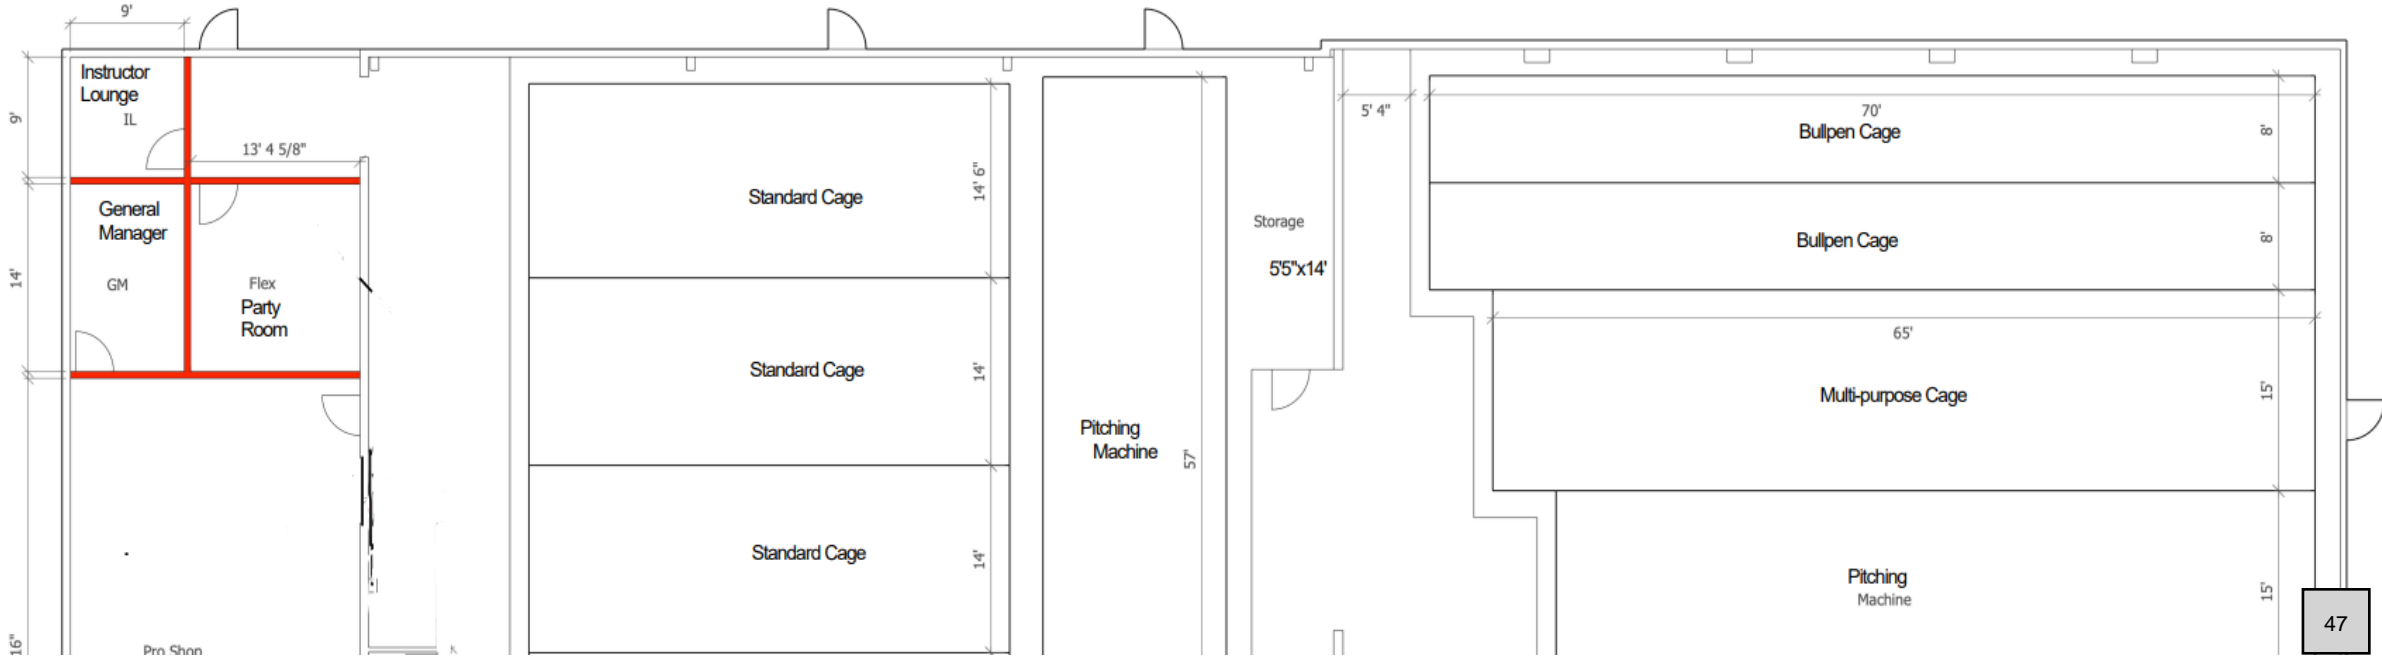 9'
Instructor
Lounge
IL
9'
13' 4 5/8"
General
Manager
GM
14'
Flex
Party
Room
16"
Pro Shop
Standard Cage
14' 6"
Standard Cage
14'
Standard Cage
14'
Pitching
Machine
57'
Storage
5'5"x14'
5' 4"
70'
Bullpen Cage
8'
Bullpen Cage
8'
65'
Multi-purpose Cage
15'
Pitching
Machine
15'
47